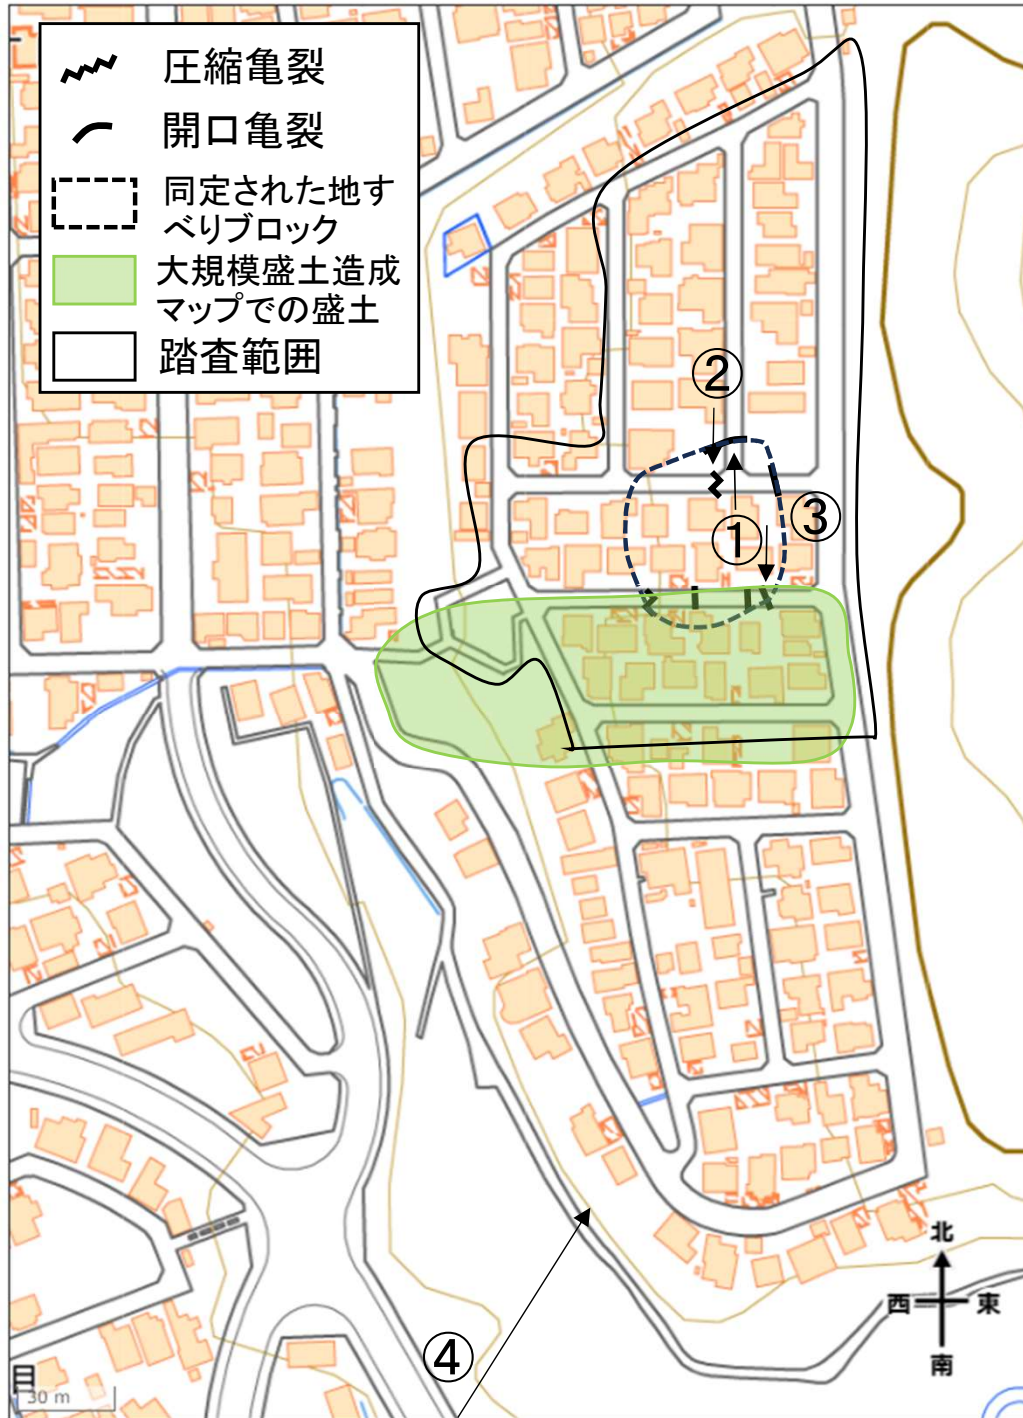 圧縮亀裂
開口亀裂
同定された地す
べりブロック
大規模盛土造成
マップでの盛土
踏査範囲
②
①
③
④
北
西
東
南
30 m